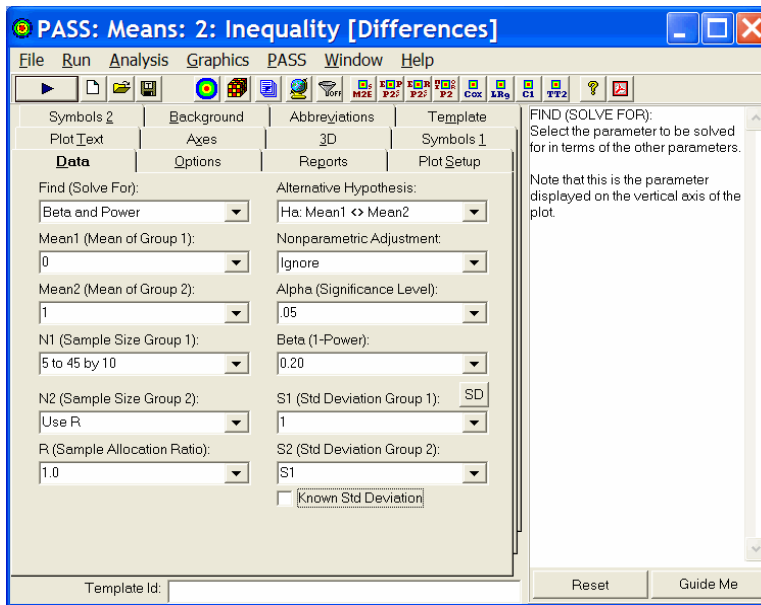 PASS: Means: 2: Inequality [Differences]
File Run Analysis Graphics PASS Window Help
OFF M2E P2 P2 P2 Cox LR9 C1 TT2 ?
Symbols 2 Background Abbreviations Template
Plot Text Axes 3D Symbols 1
Data Options Reports Plot Setup
Find (Solve For):
Beta and Power
Mean1 (Mean of Group 1):
0
Mean2 (Mean of Group 2):
1
N1 (Sample Size Group 1):
5 to 45 by 10
N2 (Sample Size Group 2):
Use R
R (Sample Allocation Ratio):
1.0
Alternative Hypothesis:
Ha: Mean1 <> Mean2
Nonparametric Adjustment:
Ignore
Alpha (Significance Level):
.05
Beta (1-Power):
0.20
S1 (Std Deviation Group 1):
SD
1
S2 (Std Deviation Group 2):
S1
Known Std Deviation
Template Id:
FIND (SOLVE FOR):
Select the parameter to be solved
for in terms of the other parameters.
Note that this is the parameter
displayed on the vertical axis of the
plot.
Reset Guide Me